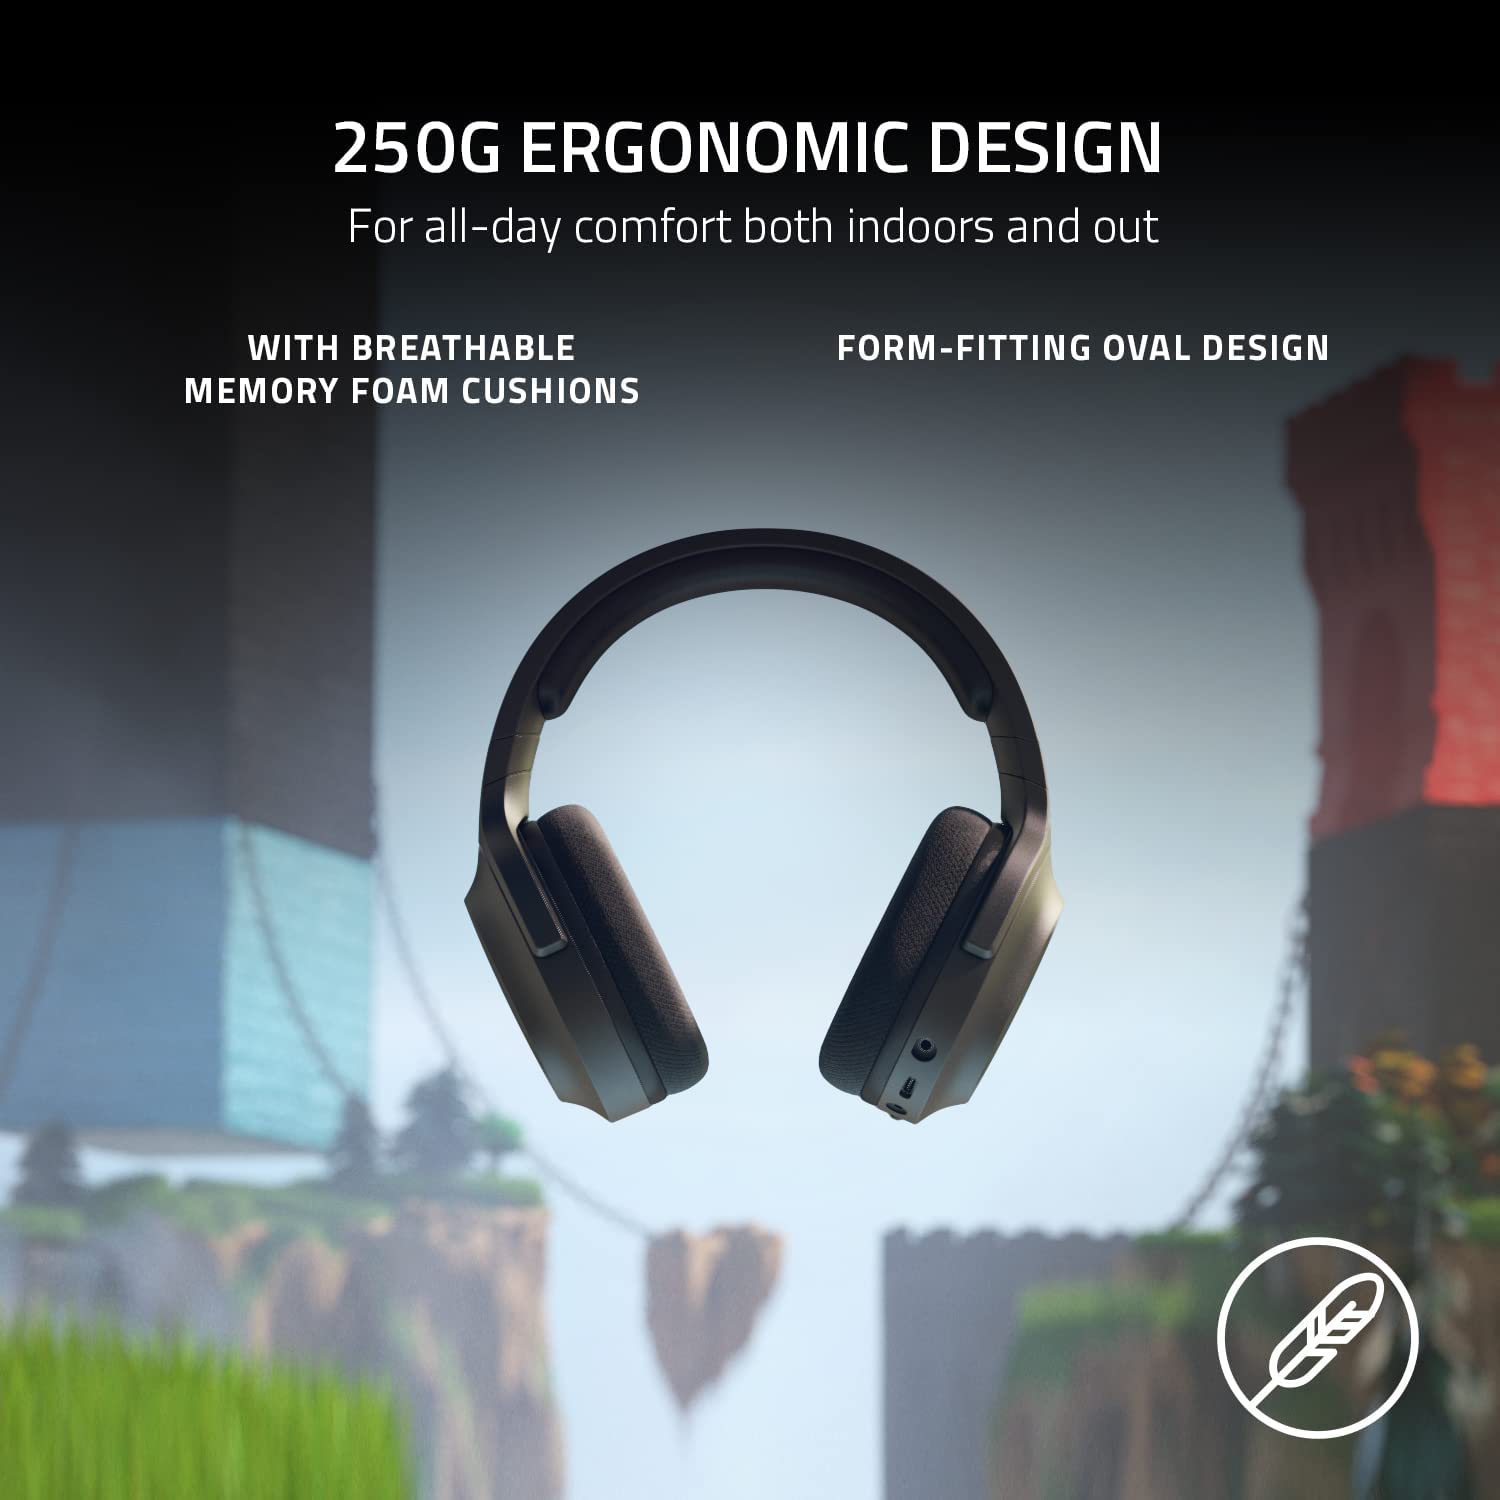 250G ERGONOMIC DESIGN
For all-day comfort both indoors and out
WITH BREATHABLE
MEMORY FOAM CUSHIONS
FORM-FITTING OVAL DESIGN